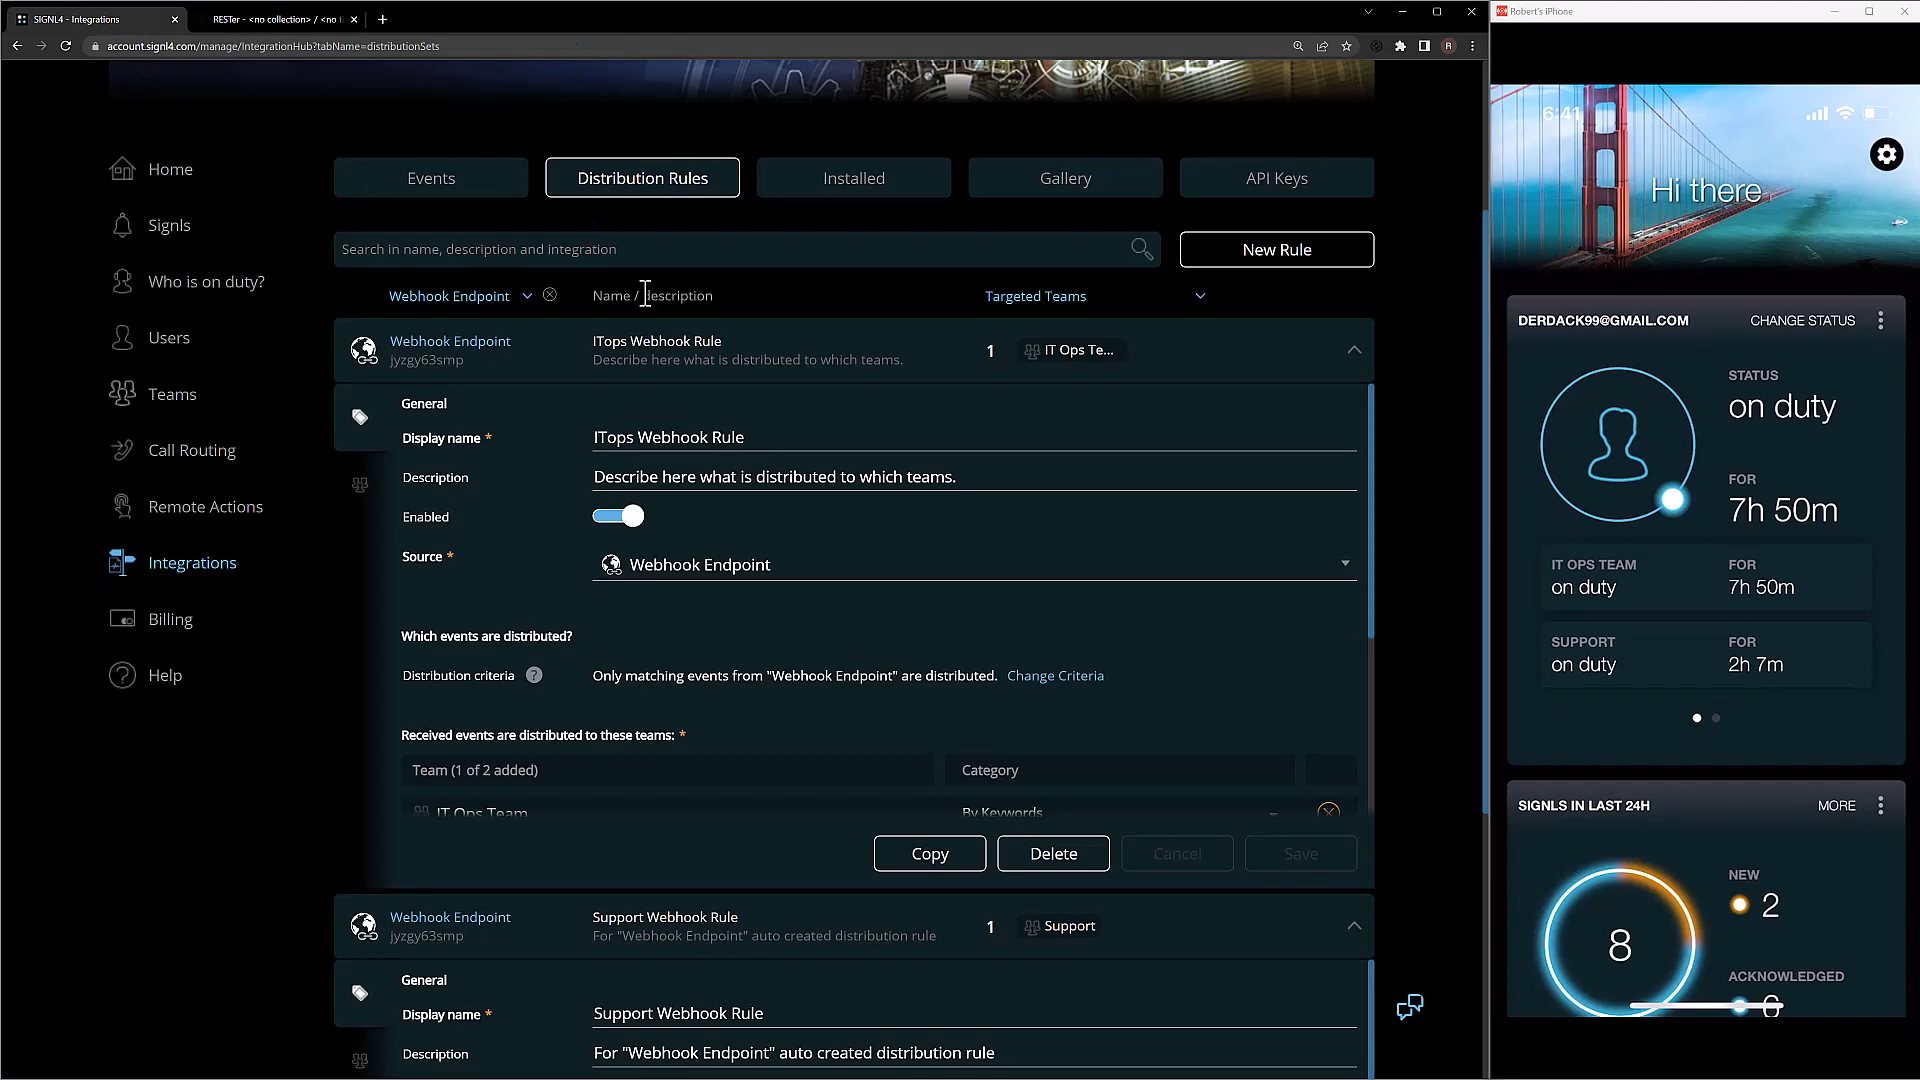 SIGNL4 - Integrations
RESTer - <no collection> / <no ti
account.signl4.com/manage/IntegrationHub?tabName=distributionSets
R
Home
Signls
Who is on duty?
Users
Teams
Call Routing
Remote Actions
Integrations
Billing
Help
Events
Distribution Rules
Installed
Gallery
API Keys
Search in name, description and integration
New Rule
Webhook Endpoint
Name / description
Targeted Teams
Webhook Endpoint
jyzgy63smp
ITops Webhook Rule
Describe here what is distributed to which teams.
1
IT Ops Te...
General
Display name *
ITops Webhook Rule
Description
Describe here what is distributed to which teams.
Enabled
Source *
Webhook Endpoint
Which events are distributed?
Distribution criteria ?
Only matching events from "Webhook Endpoint" are distributed. Change Criteria
Received events are distributed to these teams: *
Team (1 of 2 added)
Category
IT Ops Team
By Keywords
Copy
Delete
Cancel
Save
Webhook Endpoint
jyzgy63smp
Support Webhook Rule
For "Webhook Endpoint" auto created distribution rule
1
Support
General
Display name *
Support Webhook Rule
Description
For "Webhook Endpoint" auto created distribution rule
Robert's iPhone
6:41
Hi there
DERDACK99@GMAIL.COM
CHANGE STATUS
STATUS
on duty
FOR
7h 50m
IT OPS TEAM
on duty
FOR
7h 50m
SUPPORT
on duty
FOR
2h 7m
SIGNLS IN LAST 24H
MORE
8
NEW
2
ACKNOWLEDGED
6